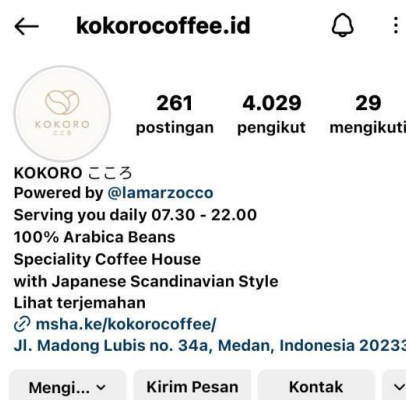 kokorocoffee.id
KOKORO
261 4.029 29
postingan pengikut mengikuti
KOKORO こころ
Powered by @lamarzocco
Serving you daily 07.30 - 22.00
100% Arabica Beans
Speciality Coffee House
with Japanese Scandinavian Style
Lihat terjemahan
msha.ke/kokorocoffee/
Jl. Madong Lubis no. 34a, Medan, Indonesia 20233
Mengi... Kirim Pesan Kontak